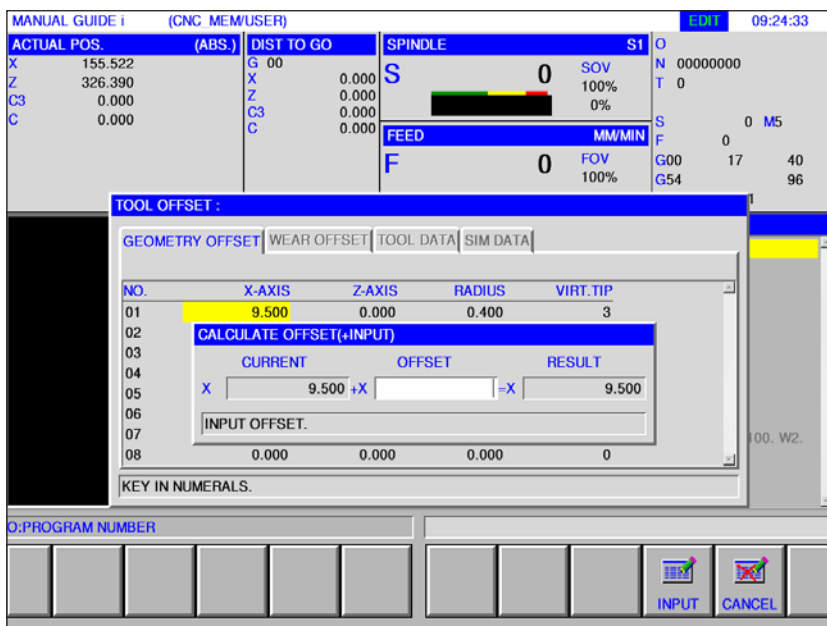 MANUAL GUIDE i (CNC_MEM/USER) EDIT 09:24:33
ACTUAL POS. (ABS.)
X 155.522
Z 326.390
C3 0.000
C 0.000
DIST TO GO
G 00
X 0.000
Z 0.000
C3 0.000
C 0.000
SPINDLE S1
S 0 SOV
100%
0%
FEED MM/MIN
F 0 FOV
100%
O
N 00000000
T 0
S 0 M5
F 0
G00 17 40
G54 96
1
TOOL OFFSET :
GEOMETRY OFFSET WEAR OFFSET TOOL DATA SIM DATA
NO. X-AXIS Z-AXIS RADIUS VIRT.TIP
01 9.500 0.000 0.400 3
02
03
04
05
06
07
08 0.000 0.000 0.000 0
CALCULATE OFFSET(+INPUT)
CURRENT OFFSET RESULT
X 9.500 +X =X 9.500
INPUT OFFSET.
100. W2.
KEY IN NUMERALS.
O:PROGRAM NUMBER
INPUT CANCEL